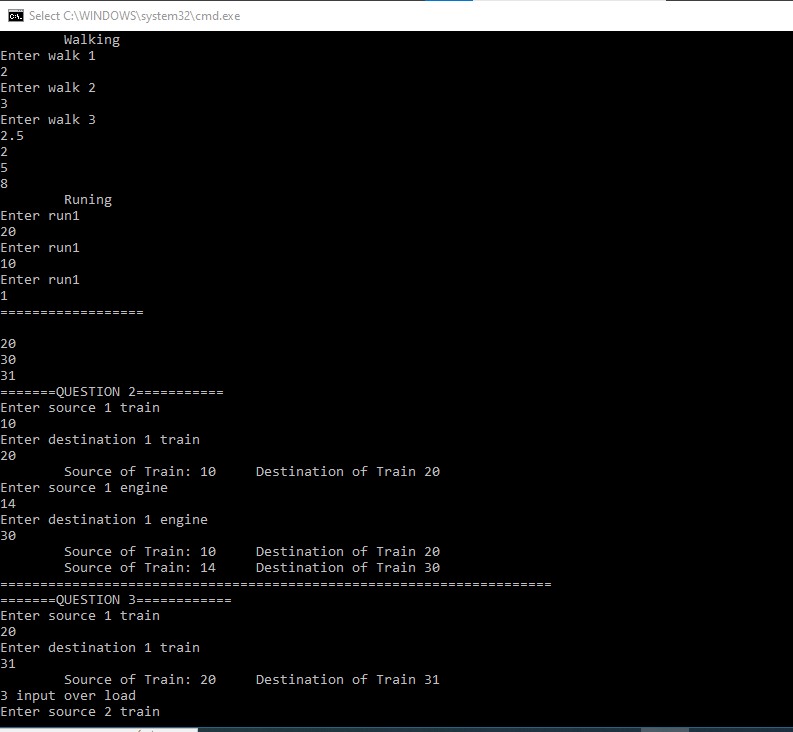 Select C:\WINDOWS\system32\cmd.exe
Walking
Enter walk 1
2
Enter walk 2
3
Enter walk 3
2.5
2
5
8
Runing
Enter run1
20
Enter run1
10
Enter run1
1
==================
20
30
31
=======QUESTION 2===========
Enter source 1 train
10
Enter destination 1 train
20
Source of Train: 10 Destination of Train 20
Enter source 1 engine
14
Enter destination 1 engine
30
Source of Train: 10 Destination of Train 20
Source of Train: 14 Destination of Train 30
=====================================================================
=======QUESTION 3============
Enter source 1 train
20
Enter destination 1 train
31
Source of Train: 20 Destination of Train 31
3 input over load
Enter source 2 train